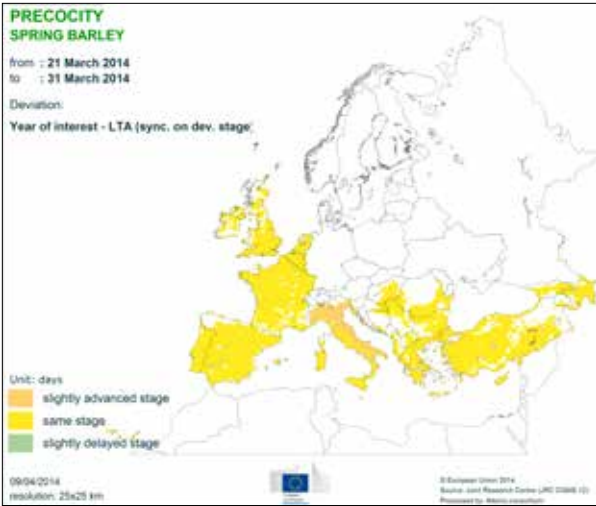 PRECOCITY
SPRING BARLEY
from : 21 March 2014
to : 31 March 2014
Deviation:
Year of interest - LTA (sync. on dev. stage)
Unit: days
slightly advanced stage
same stage
slightly delayed stage
09/04/2014
resolution: 25x25 km
© European Union 2014
Source: Joint Research Centre
Processed by: Alterra consortium